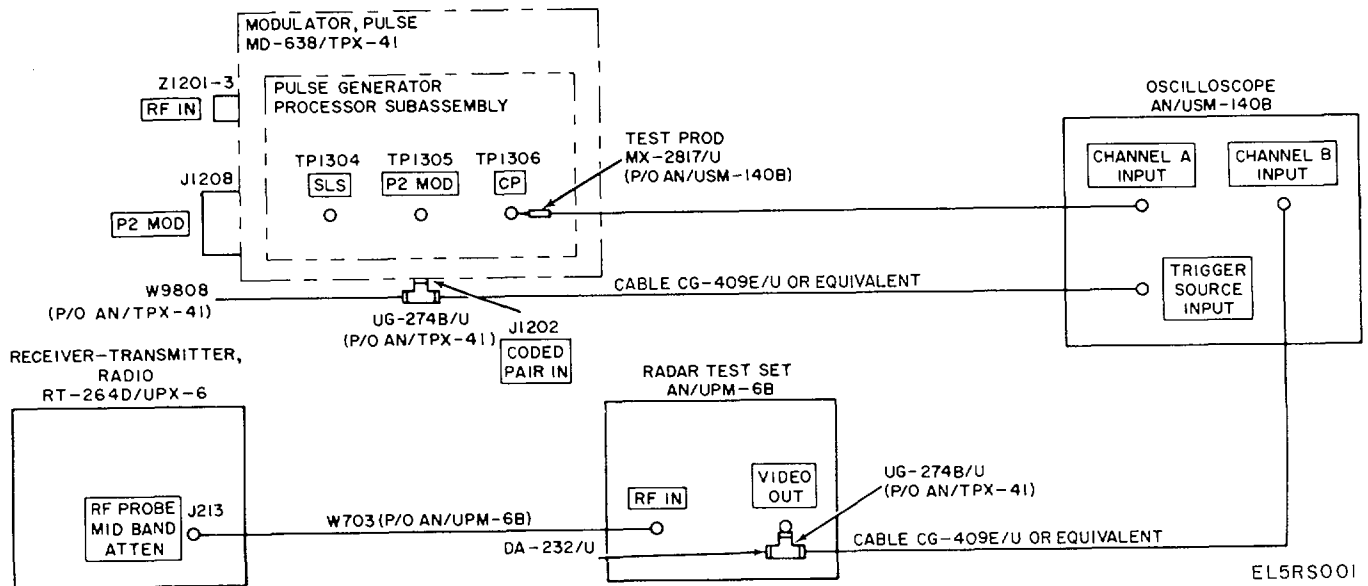 MODULATOR, PULSE
MD-638/TPX-41
Z1201-3
RF IN
PULSE GENERATOR
PROCESSOR SUBASSEMBLY
TP1304
SLS
TP1305
P2 MOD
TP1306
CP
J1208
P2 MOD
TEST PROD
MX-2817/U
(P/O AN/USM-140B)
OSCILLOSCOPE
AN/USM-140B
CHANNEL A
INPUT
CHANNEL B
INPUT
TRIGGER
SOURCE
INPUT
W9808
(P/O AN/TPX-41)
UG-274B/U
(P/O AN/TPX-41)
J1202
CODED
PAIR IN
CABLE CG-409E/U OR EQUIVALENT
RECEIVER-TRANSMITTER,
RADIO
RT-264D/UPX-6
RF PROBE
MID BAND
ATTEN
J213
W703 (P/O AN/UPM-6B)
RADAR TEST SET
AN/UPM-6B
RF IN
VIDEO
OUT
UG-274B/U
(P/O AN/TPX-41)
DA-232/U
CABLE CG-409E/U OR EQUIVALENT
EL5RS001